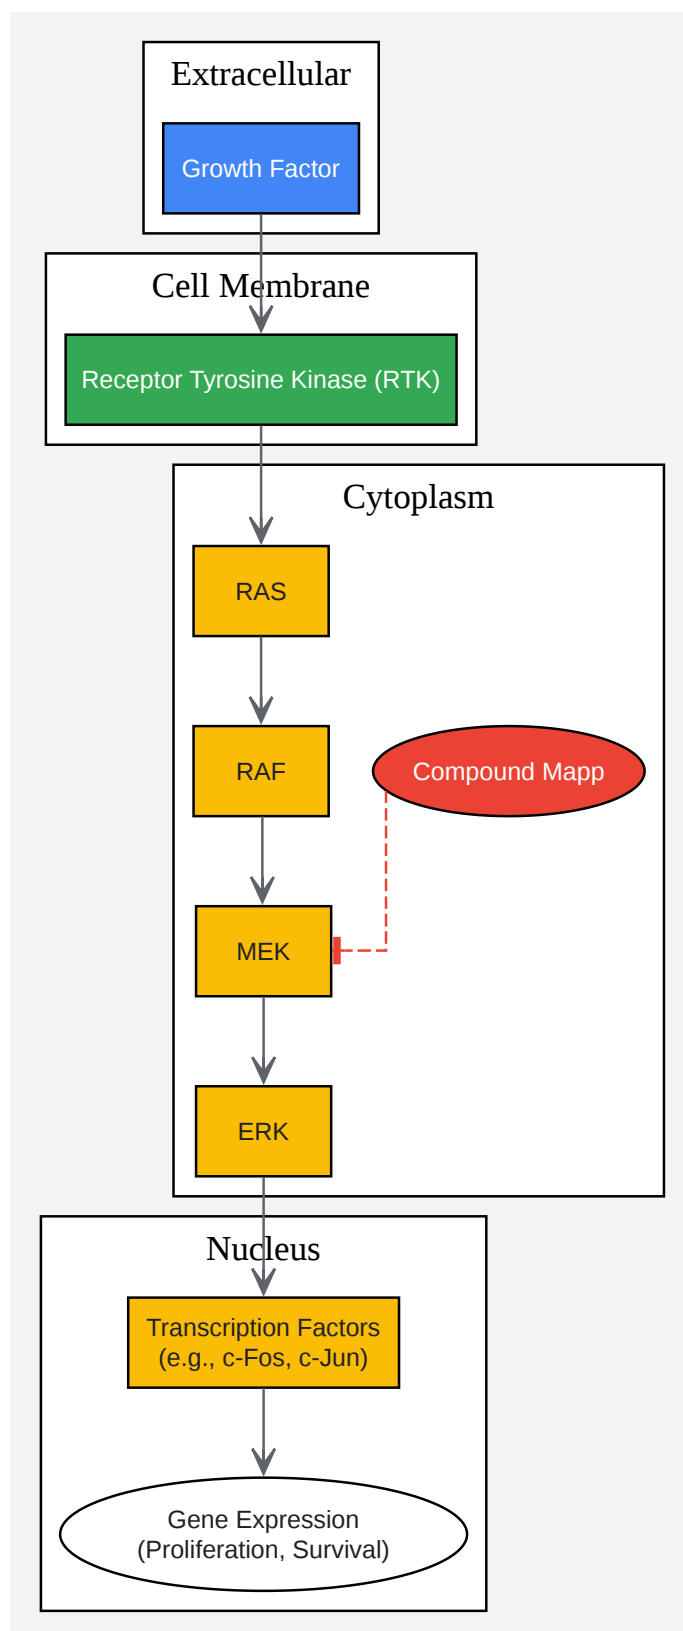 Extracellular
Growth Factor
Cell Membrane
Receptor Tyrosine Kinase (RTK)
Cytoplasm
RAS
RAF
Compound Mapp
MEK
ERK
Nucleus
Transcription Factors
(e.g., c-Fos, c-Jun)
Gene Expression
(Proliferation, Survival)